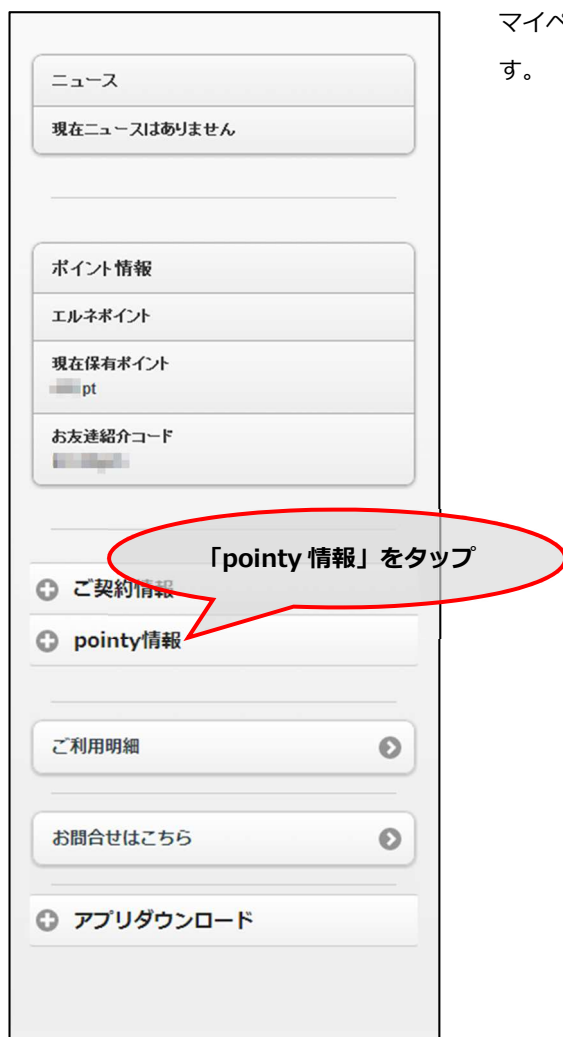 マイペ
す。
ニュース
現在ニュースはありません
ポイント情報
エルネポイント
現在保有ポイント
pt
お友達紹介コード
「pointy 情報」をタップ
ご契約情報
pointy情報
ご利用明細
お問合せはこちら
アプリダウンロード